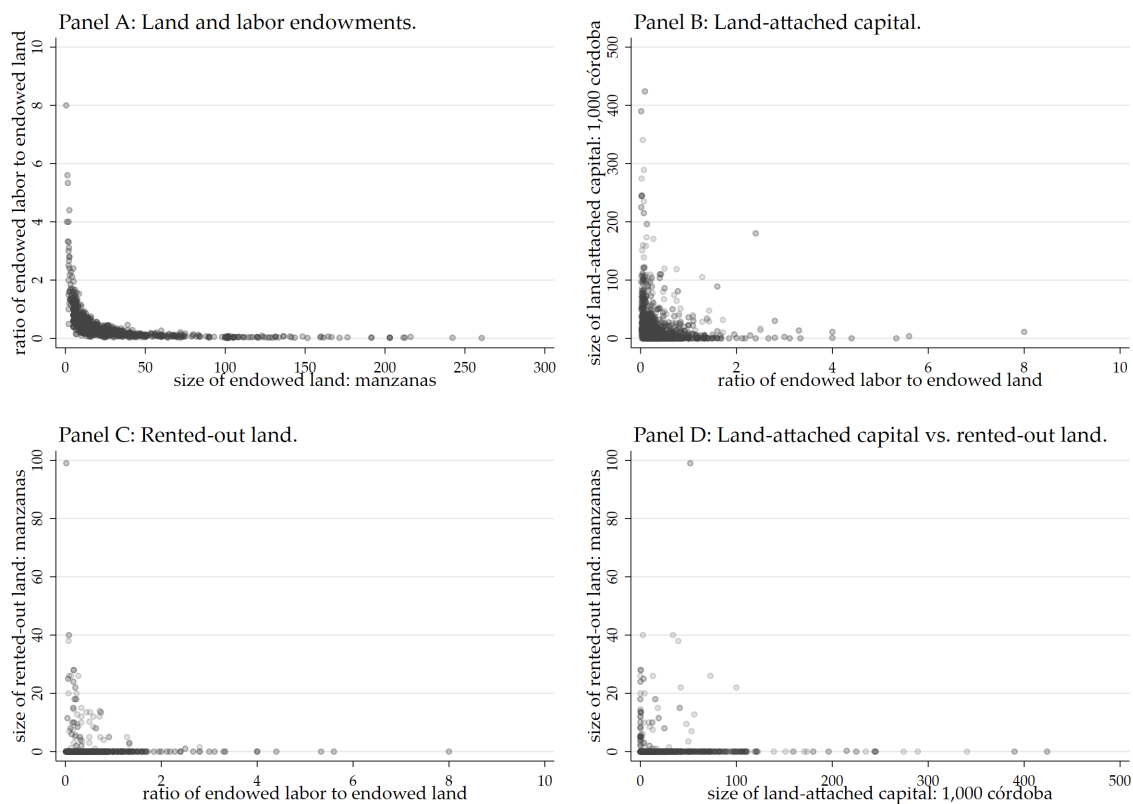 Panel A: Land and labor endowments.
ratio of endowed labor to endowed land
10
8
6
4
2
0
0 50 100 150 200 250 300
size of endowed land: manzanas
Panel B: Land-attached capital.
size of land-attached capital: 1,000 córdoba
500
400
300
200
100
0
0 2 4 6 8 10
ratio of endowed labor to endowed land
Panel C: Rented-out land.
size of rented-out land: manzanas
100
80
60
40
20
0
0 2 4 6 8 10
ratio of endowed labor to endowed land
Panel D: Land-attached capital vs. rented-out land.
size of rented-out land: manzanas
100
80
60
40
20
0
0 100 200 300 400 500
size of land-attached capital: 1,000 córdoba